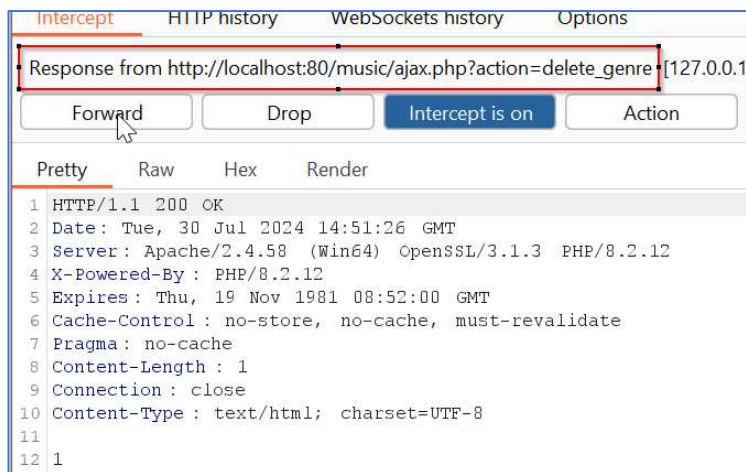 Intercept HTTP history WebSockets history Options
Response from http://localhost:80/music/ajax.php?action=delete_genre [127.0.0.1
Forward Drop Intercept is on Action
Pretty Raw Hex Render
1 HTTP/1.1 200 OK
2 Date: Tue, 30 Jul 2024 14:51:26 GMT
3 Server: Apache/2.4.58 (Win64) OpenSSL/3.1.3 PHP/8.2.12
4 X-Powered-By : PHP/8.2.12
5 Expires: Thu, 19 Nov 1981 08:52:00 GMT
6 Cache-Control : no-store, no-cache, must-revalidate
7 Pragma : no-cache
8 Content-Length : 1
9 Connection : close
10 Content-Type : text/html; charset=UTF-8
11
12 1